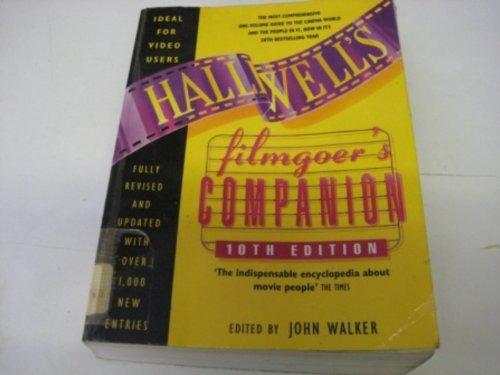 IDEAL
FOR
VIDEO
USERS
THE MOST COMPREHENSIVE
ONE-VOLUME GUIDE TO THE CINEMA WORLD
AND THE PEOPLE IN IT, NOW IN ITS
28TH BESTSELLING YEAR
HALLIWELL'S
filmgoer's
COMPANION
10TH EDITION
FULLY
REVISED
AND
UPDATED
WITH
OVER
1,000
NEW
ENTRIES
'The indispensable encyclopedia about
movie people' THE TIMES
EDITED BY JOHN WALKER